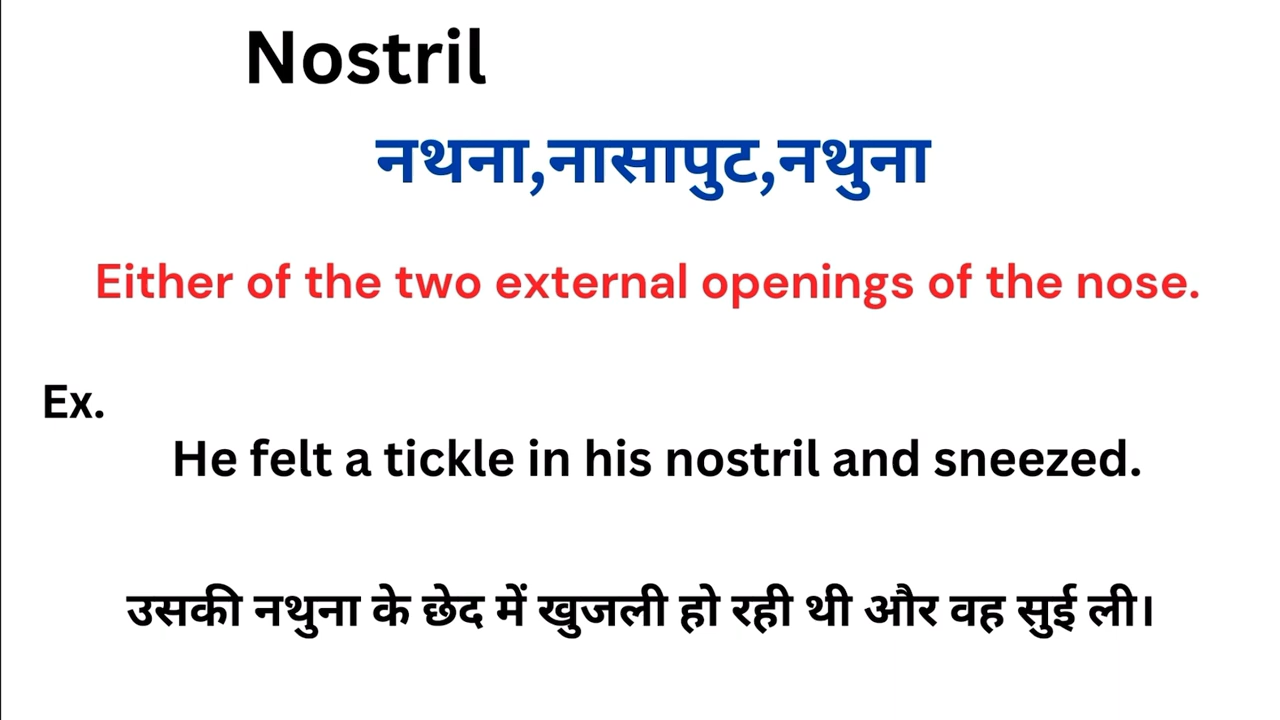 Nostril
नथना,नासापुट,नथुना
Either of the two external openings of the nose.
Ex.
He felt a tickle in his nostril and sneezed.
उसकी नथुना के छेद में खुजली हो रही थी और वह सुई ली।